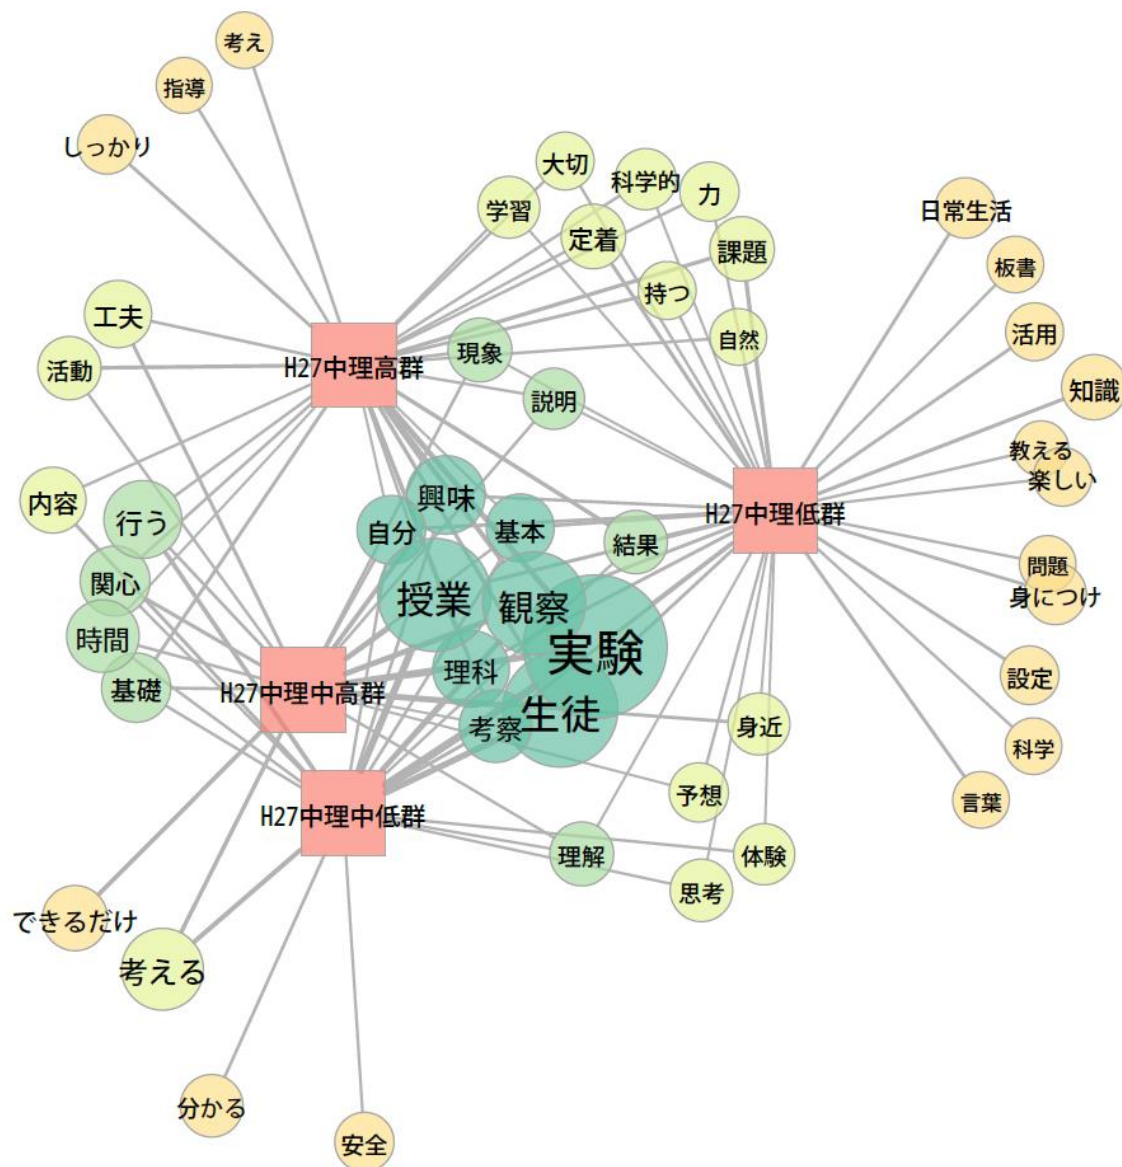 考え
指導
しっかり
大切
科学的
力
学習
定着
課題
日常生活
板書
持つ
自然
工夫
活動
H27中理高群
現象
説明
活用
知識
教える
楽しい
内容
行う
興味
自分
基本
結果
H27中理低群
関心
授業
観察
実験
問題
身につけ
時間
基礎
H27中理中高群
理科
考察
生徒
設定
身近
科学
予想
言葉
H27中理中低群
理解
体験
思考
できるだけ
考える
分かる
安全